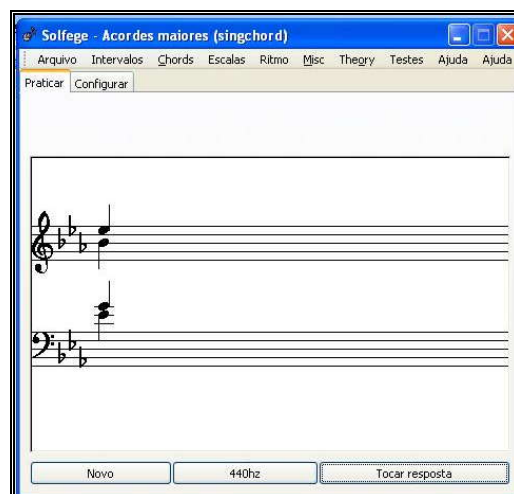 Solfege - Acordes maiores (singchord)
Arquivo Intervalos Chords Escalas Ritmo Misc Theory Testes Ajuda Ajuda
Praticar Configurar
Novo 440hz Tocar resposta